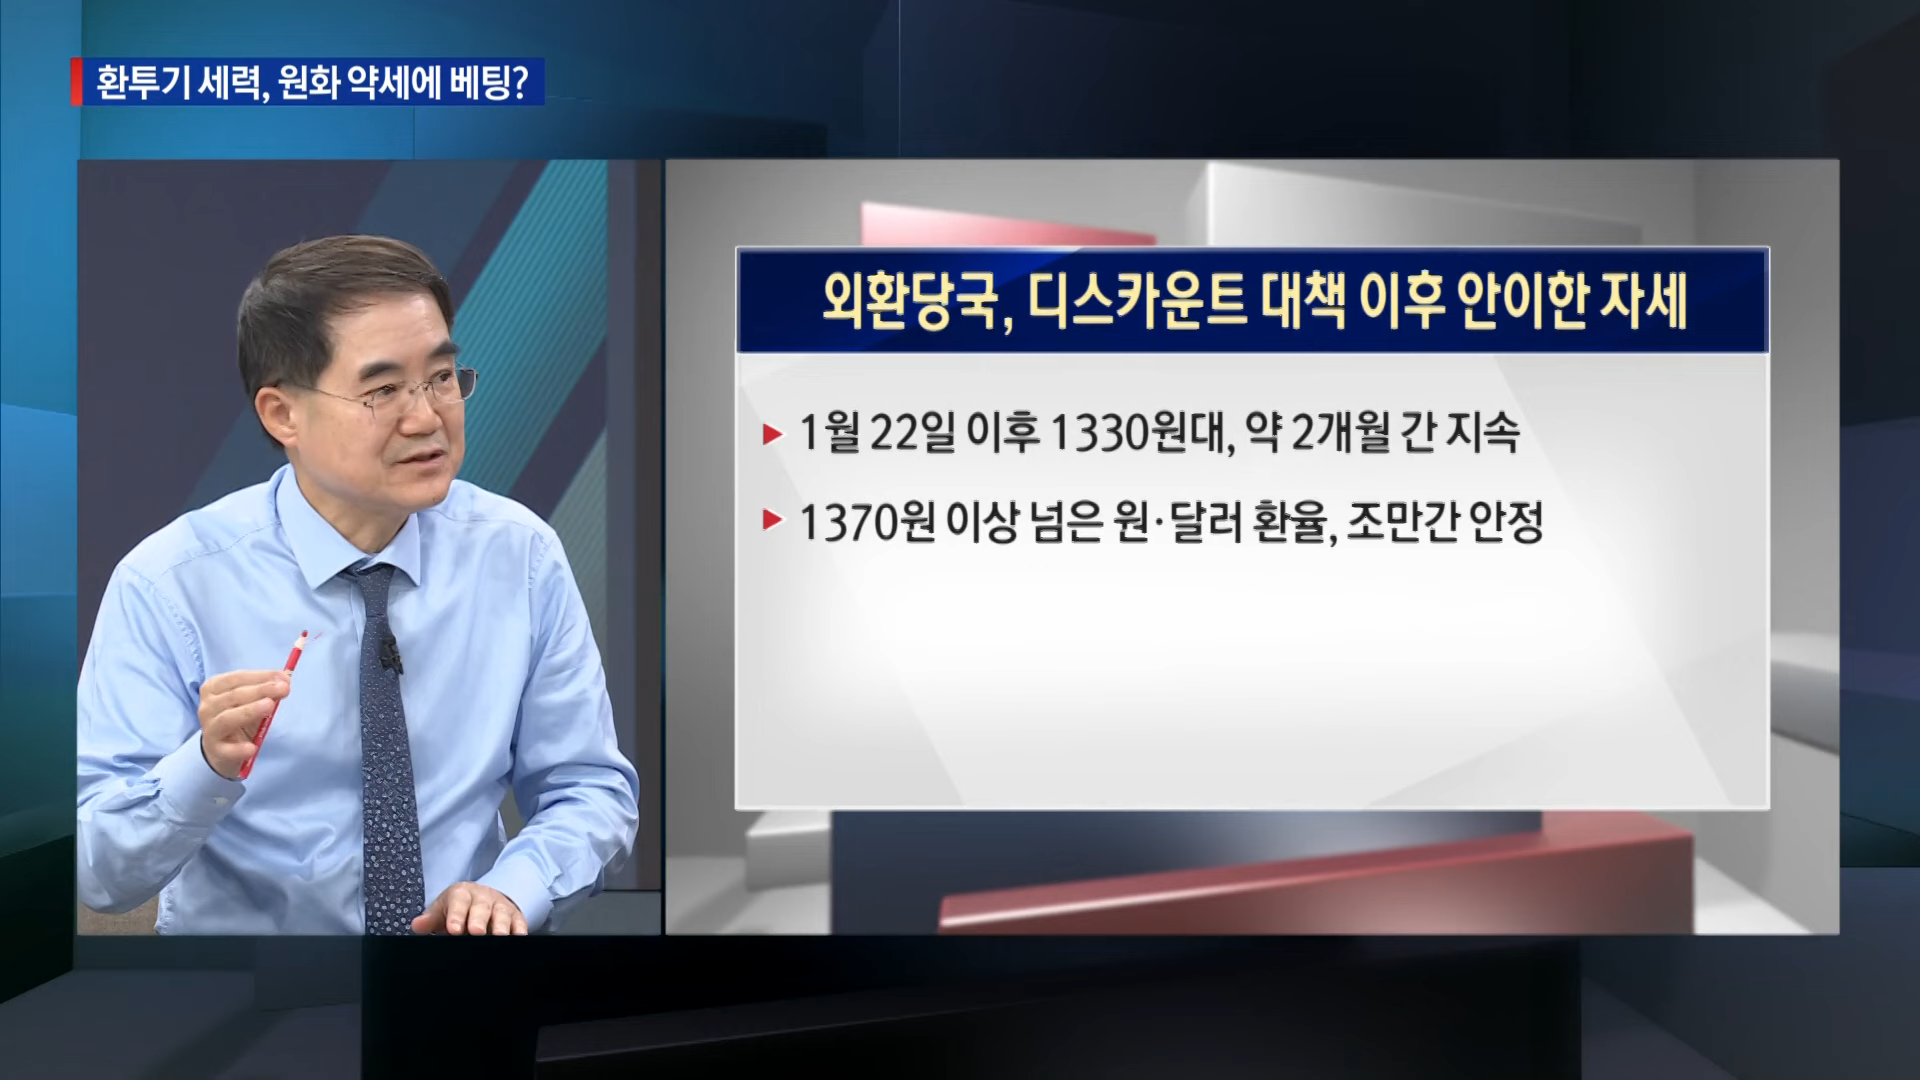 환투기 세력, 원화 약세에 베팅?
외환당국, 디스카운트 대책 이후 안이한 자세
▶ 1월 22일 이후 1330원대, 약 2개월 간 지속
▶ 1370원 이상 넘은 원·달러 환율, 조만간 안정